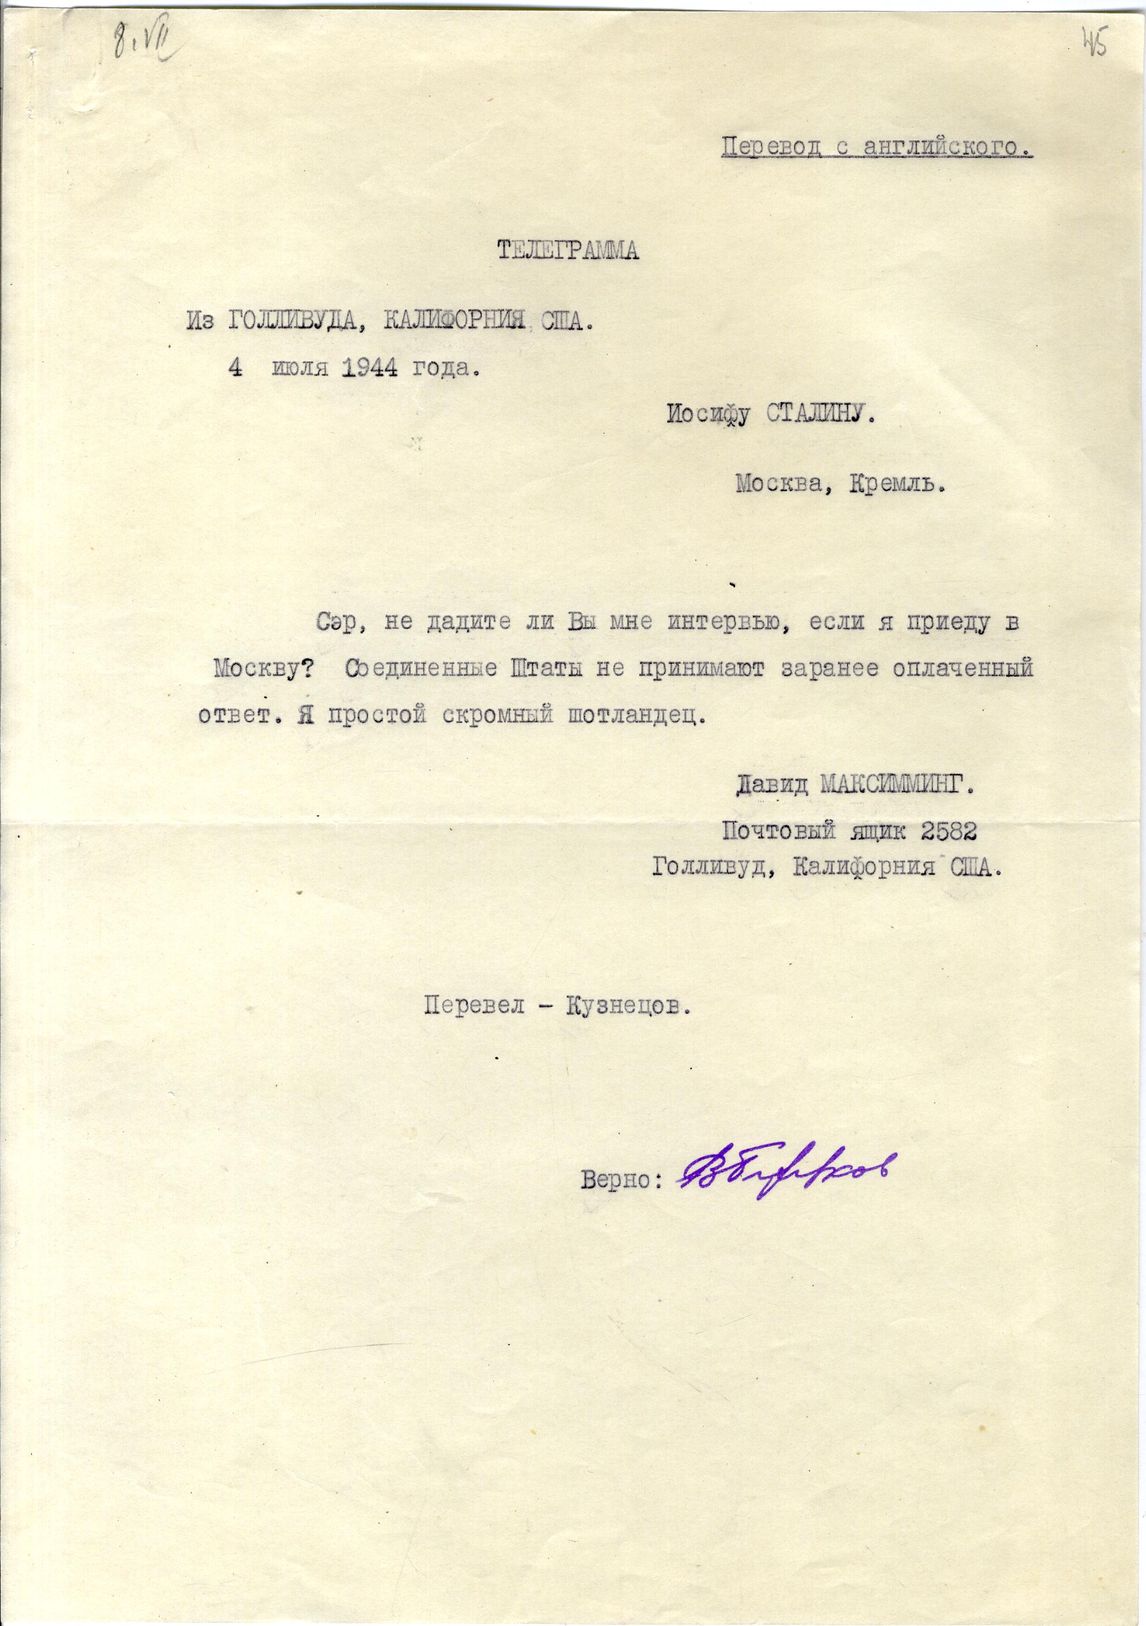 8.VII
45
Перевод с английского.
ТЕЛЕГРАММА
Из ГОЛЛИВУДА, КАЛИФОРНИЯ США.
4 июля 1944 года.
Иосифу СТАЛИНУ.
Москва, Кремль.
Сэр, не дадите ли Вы мне интервью, если я приеду в
Москву? Соединенные Штаты не принимают заранее оплаченный
ответ. Я простой скромный шотландец.
Давид МАКСИММИНГ.
Почтовый ящик 2582
Голливуд, Калифорния США.
Перевел - Кузнецов.
Верно: